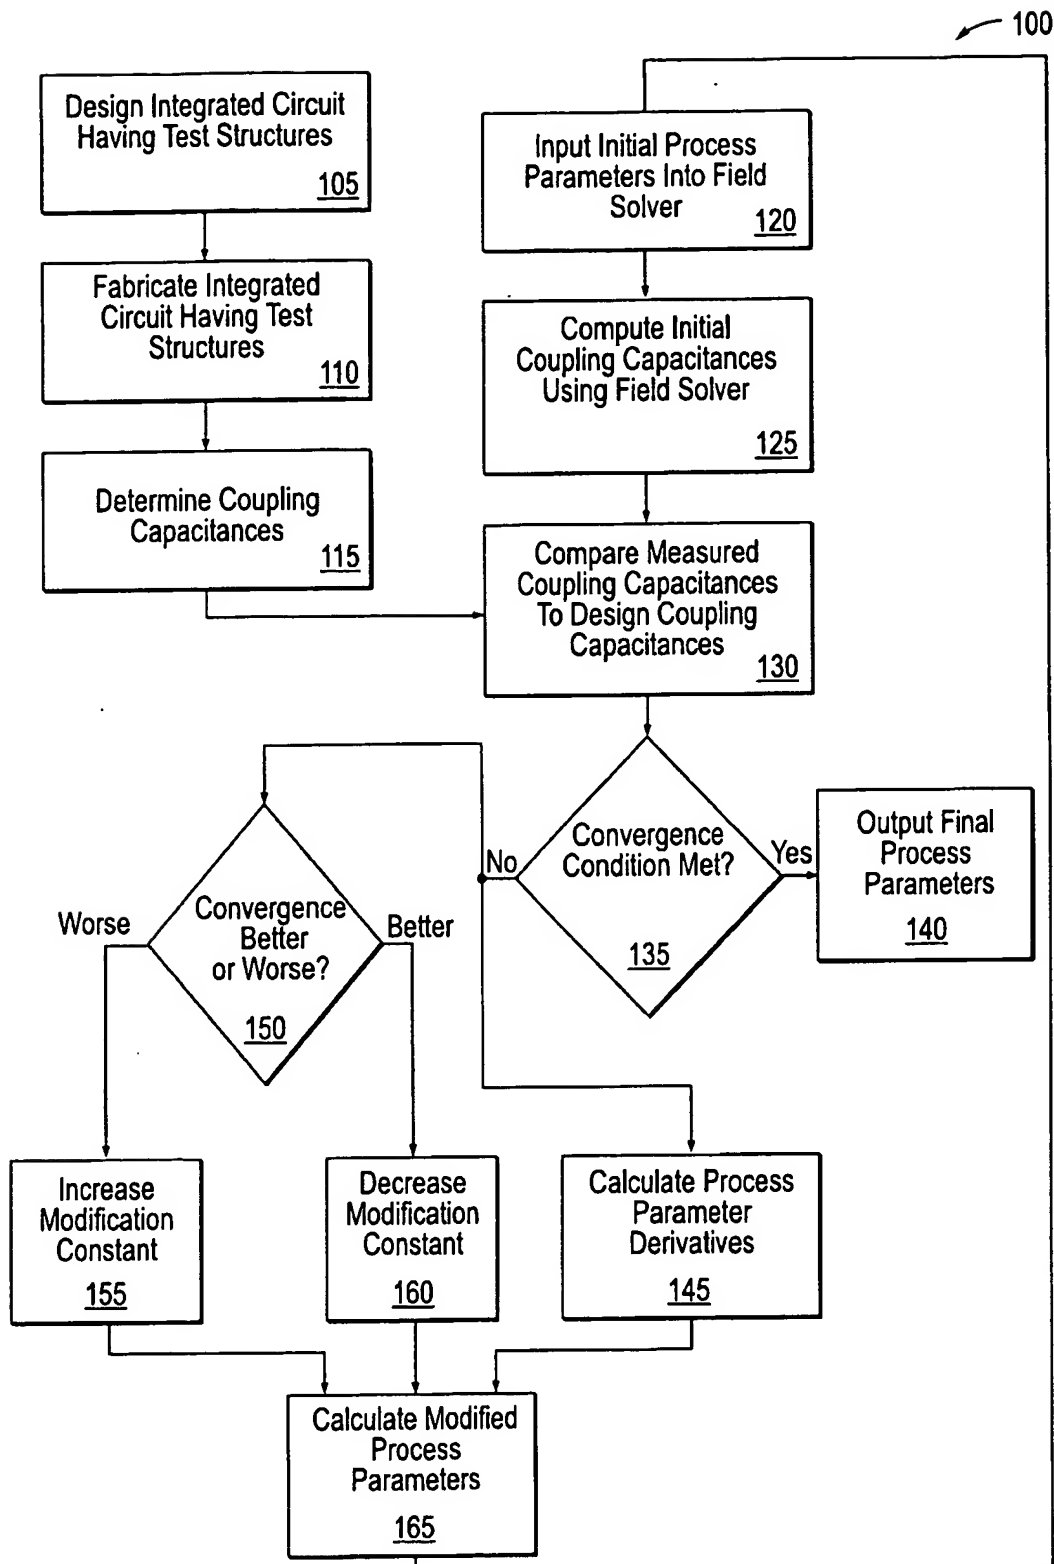 100
Design Integrated Circuit
Having Test Structures
105
Fabricate Integrated
Circuit Having Test
Structures
110
Determine Coupling
Capacitances
115
Input Initial Process
Parameters Into Field
Solver
120
Compute Initial
Coupling Capacitances
Using Field Solver
125
Compare Measured
Coupling Capacitances
To Design Coupling
Capacitances
130
Convergence
Condition Met?
135
No
Yes
Output Final
Process
Parameters
140
Convergence
Better
or Worse?
150
Worse
Better
Increase
Modification
Constant
155
Decrease
Modification
Constant
160
Calculate Process
Parameter
Derivatives
145
Calculate Modified
Process
Parameters
165